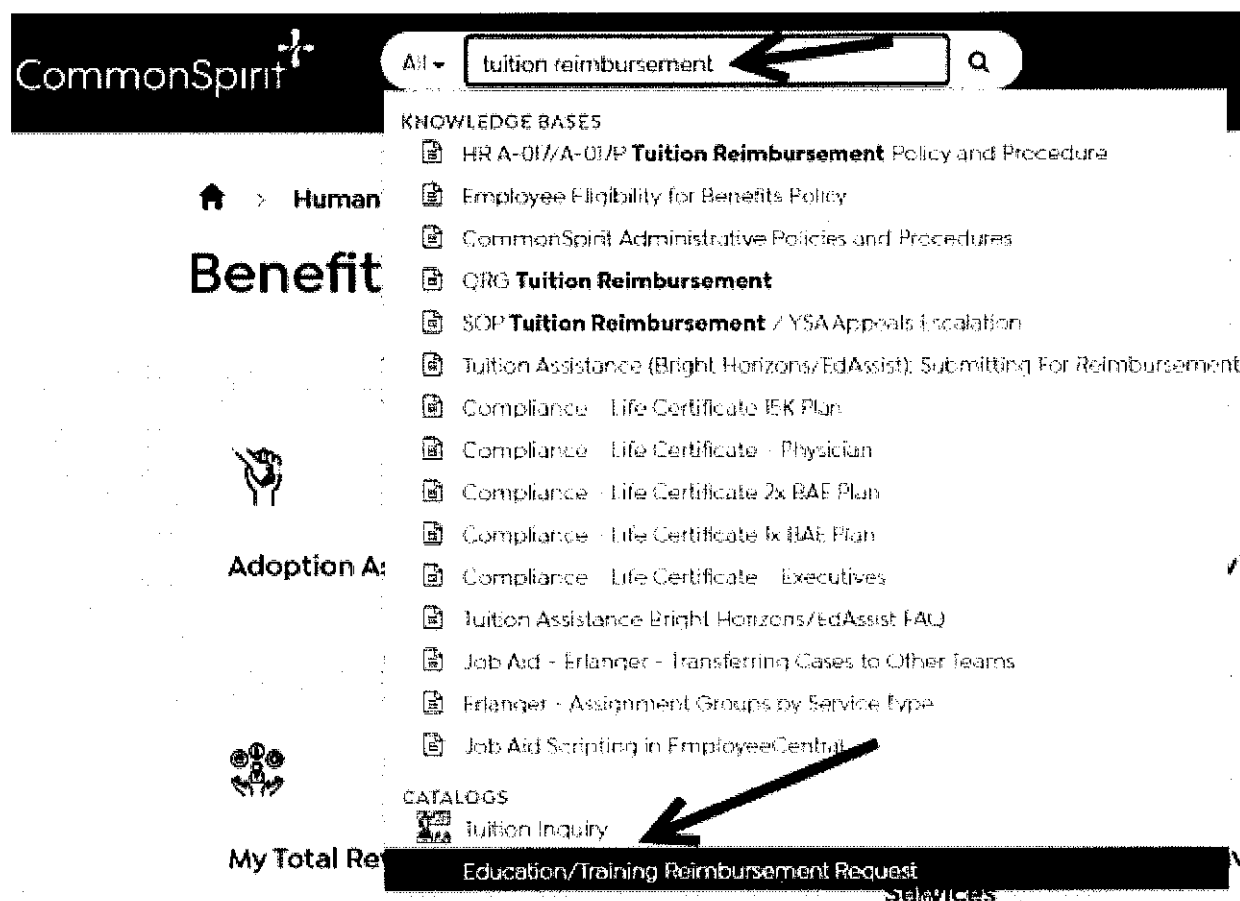 CommonSpirit
All
tuition reimbursement
KNOWLEDGE BASES
HR A-017/A-017P Tuition Reimbursement Policy and Procedure
Human
Employee Eligibility for Benefits Policy
CommonSpirit Administrative Policies and Procedures
Benefit
QRG Tuition Reimbursement
SOP Tuition Reimbursement / YSA Appeals Escalation
Tuition Assistance (Bright Horizons/EdAssist): Submitting For Reimbursement
Compliance - Life Certificate 15K Plan
Compliance - Life Certificate - Physician
Compliance - Life Certificate 2x BAE Plan
Compliance - Life Certificate 1x BAE Plan
Adoption As
Compliance - Life Certificate - Executives
Tuition Assistance Bright Horizons/EdAssist FAQ
Job Aid - Erlanger - Transferring Cases to Other Teams
Erlanger - Assignment Groups by Service Type
Job Aid Scripting in EmployeeCentral
CATALOGS
Tuition Inquiry
My Total Re
Education/Training Reimbursement Request
Services